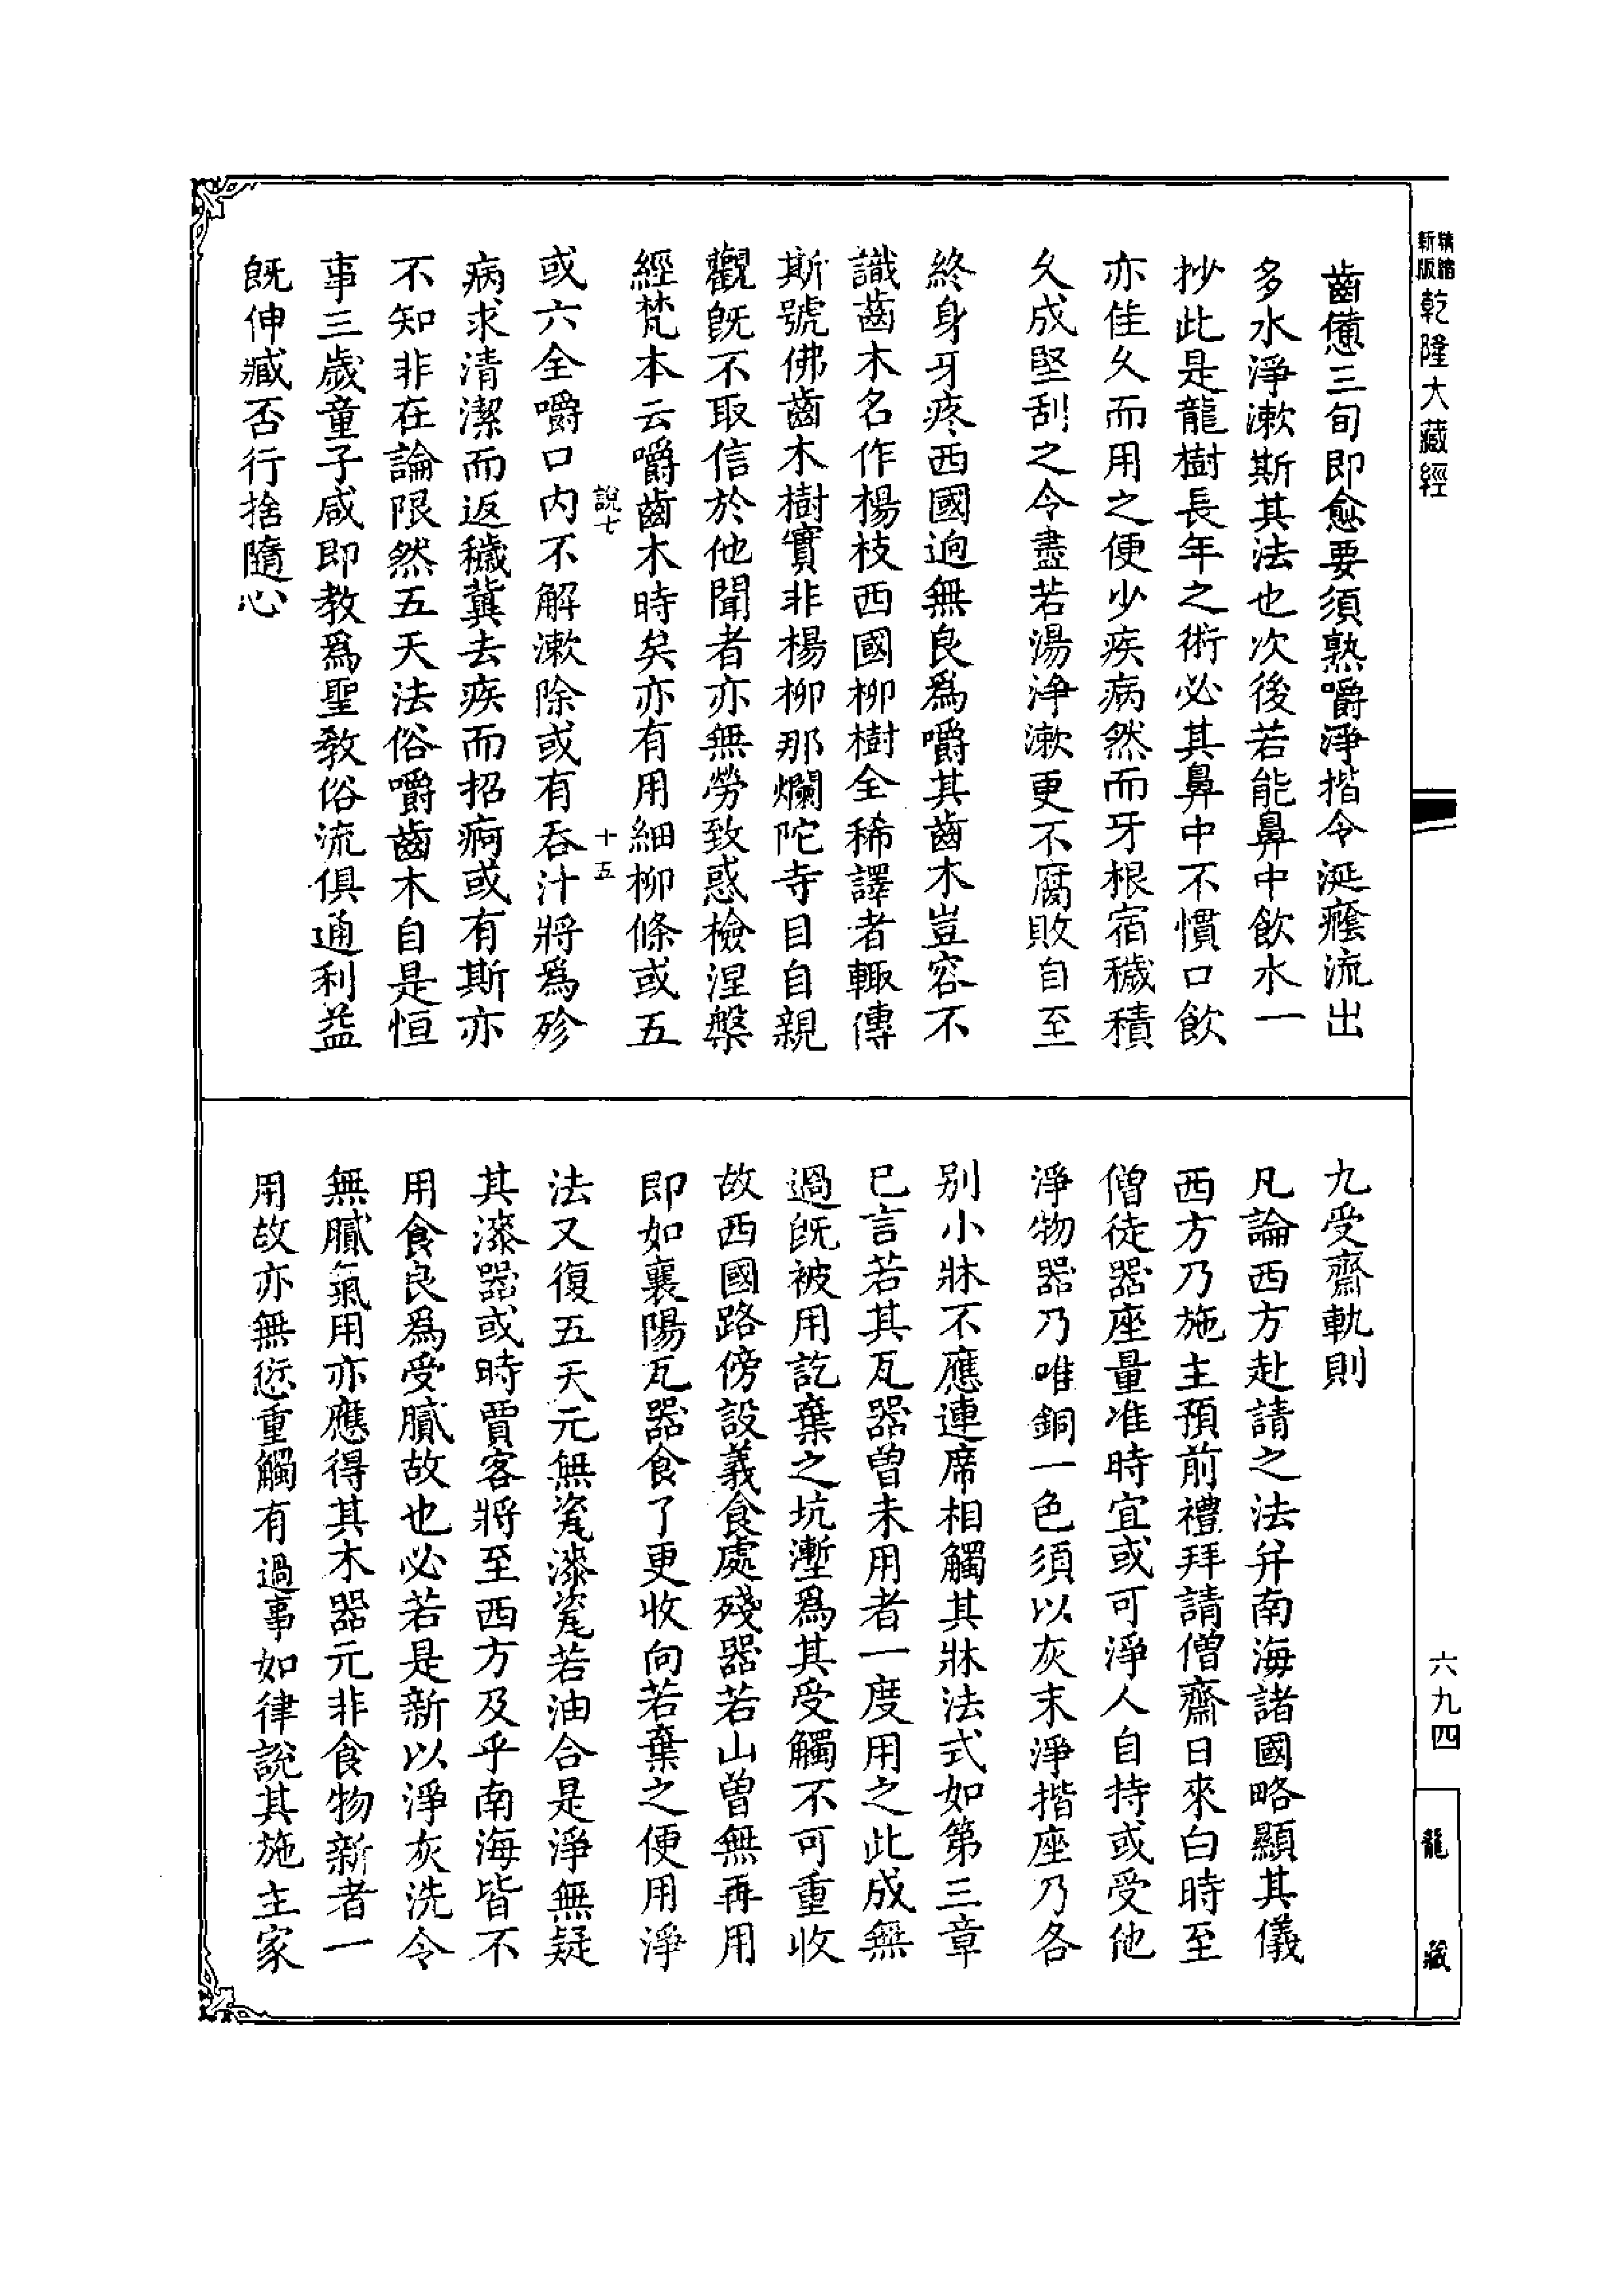 精縮
新版
乾隆大藏經
齒憊三旬即愈要須熟嚼淨揩令涎癊流出
多水淨漱斯其法也次後若能鼻中飲水一
抄此是龍樹長年之術必其鼻中不慣口飲
亦佳久而用之便少疾病然而牙根宿穢積
久成堅刮之令盡若湯淨漱更不腐敗自至
終身牙疼西國逈無良爲嚼其齒木豈容不
識齒木名作楊枝西國柳樹全稀譯者輙傳
斯號佛齒木樹實非楊柳那爛陀寺目自親
觀旣不取信於他聞者亦無勞致惑檢涅槃
經梵本云嚼齒木時矣亦有用細柳條或五
說七
十五
或六全嚼口內不解漱除或有吞汁將爲殄
病求清潔而返穢冀去疾而招痾或有斯亦
不知非在論限然五天法俗嚼齒木自是恒
事三歲童子咸即教爲聖教俗流俱通利益
旣伸臧否行捨隨心
九受齋軌則
凡論西方赴請之法并南海諸國略顯其儀
西方乃施主預前禮拜請僧齋日來白時至
僧徒器座量准時宜或可淨人自持或受他
淨物器乃唯銅一色須以灰末淨揩座乃各
別小牀不應連席相觸其牀法式如第三章
已言若其瓦器曾未用者一度用之此成無
過旣被用訖棄之坑壍爲其受觸不可重收
故西國路傍設義食處殘器若山曾無再用
即如襄陽瓦器食了更收向若棄之便用淨
法又復五天元無瓷漆瓷若油合是淨無疑
其漆器或時賈客將至西方及乎南海皆不
用食良爲受膩故也必若是新以淨灰洗令
無膩氣用亦應得其木器元非食物新者一
用故亦無愆重觸有過事如律說其施主家
六九四
龍藏